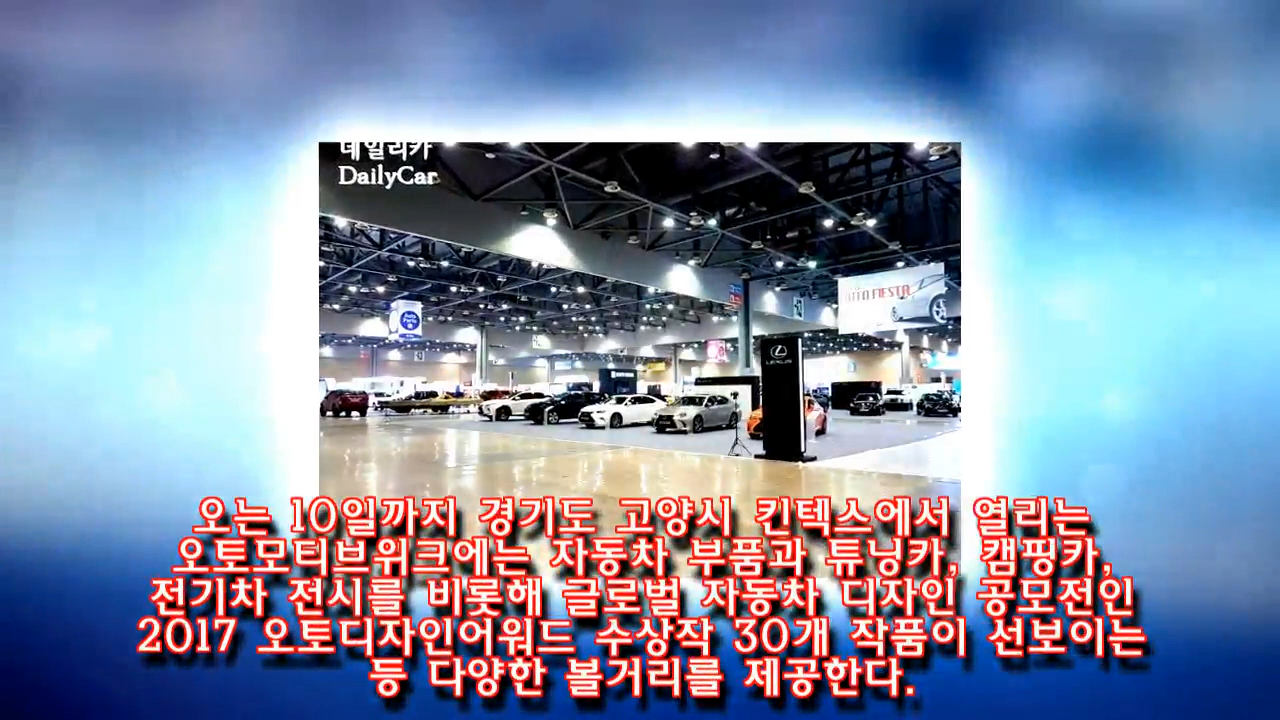 데일리카
DailyCar
AUTO FIESTA
Auto
Parts
LEXUS
오는 10일까지 경기도 고양시 킨텍스에서 열리는
오토모티브위크에는 자동차 부품과 튜닝카, 캠핑카,
전기차 전시를 비롯해 글로벌 자동차 디자인 공모전인
2017 오토디자인어워드 수상작 30개 작품이 선보이는
등 다양한 볼거리를 제공한다.